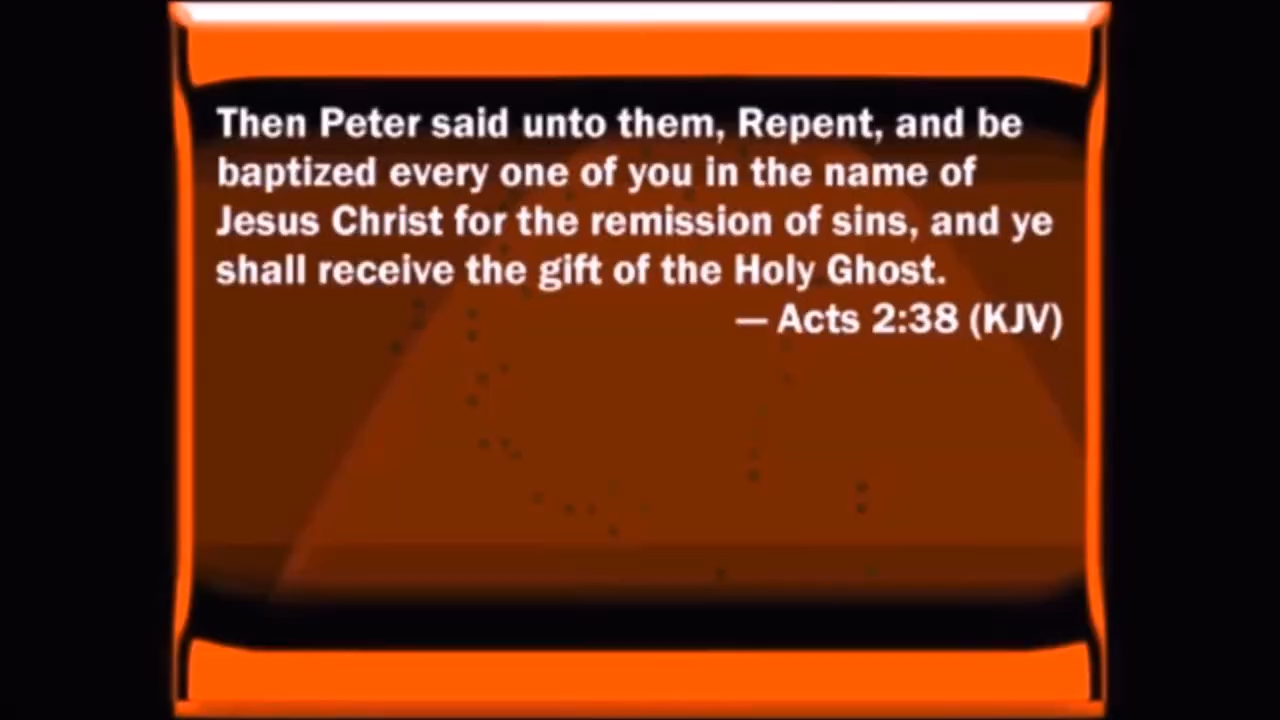 Then Peter said unto them, Repent, and be
baptized every one of you in the name of
Jesus Christ for the remission of sins, and ye
shall receive the gift of the Holy Ghost.
— Acts 2:38 (KJV)